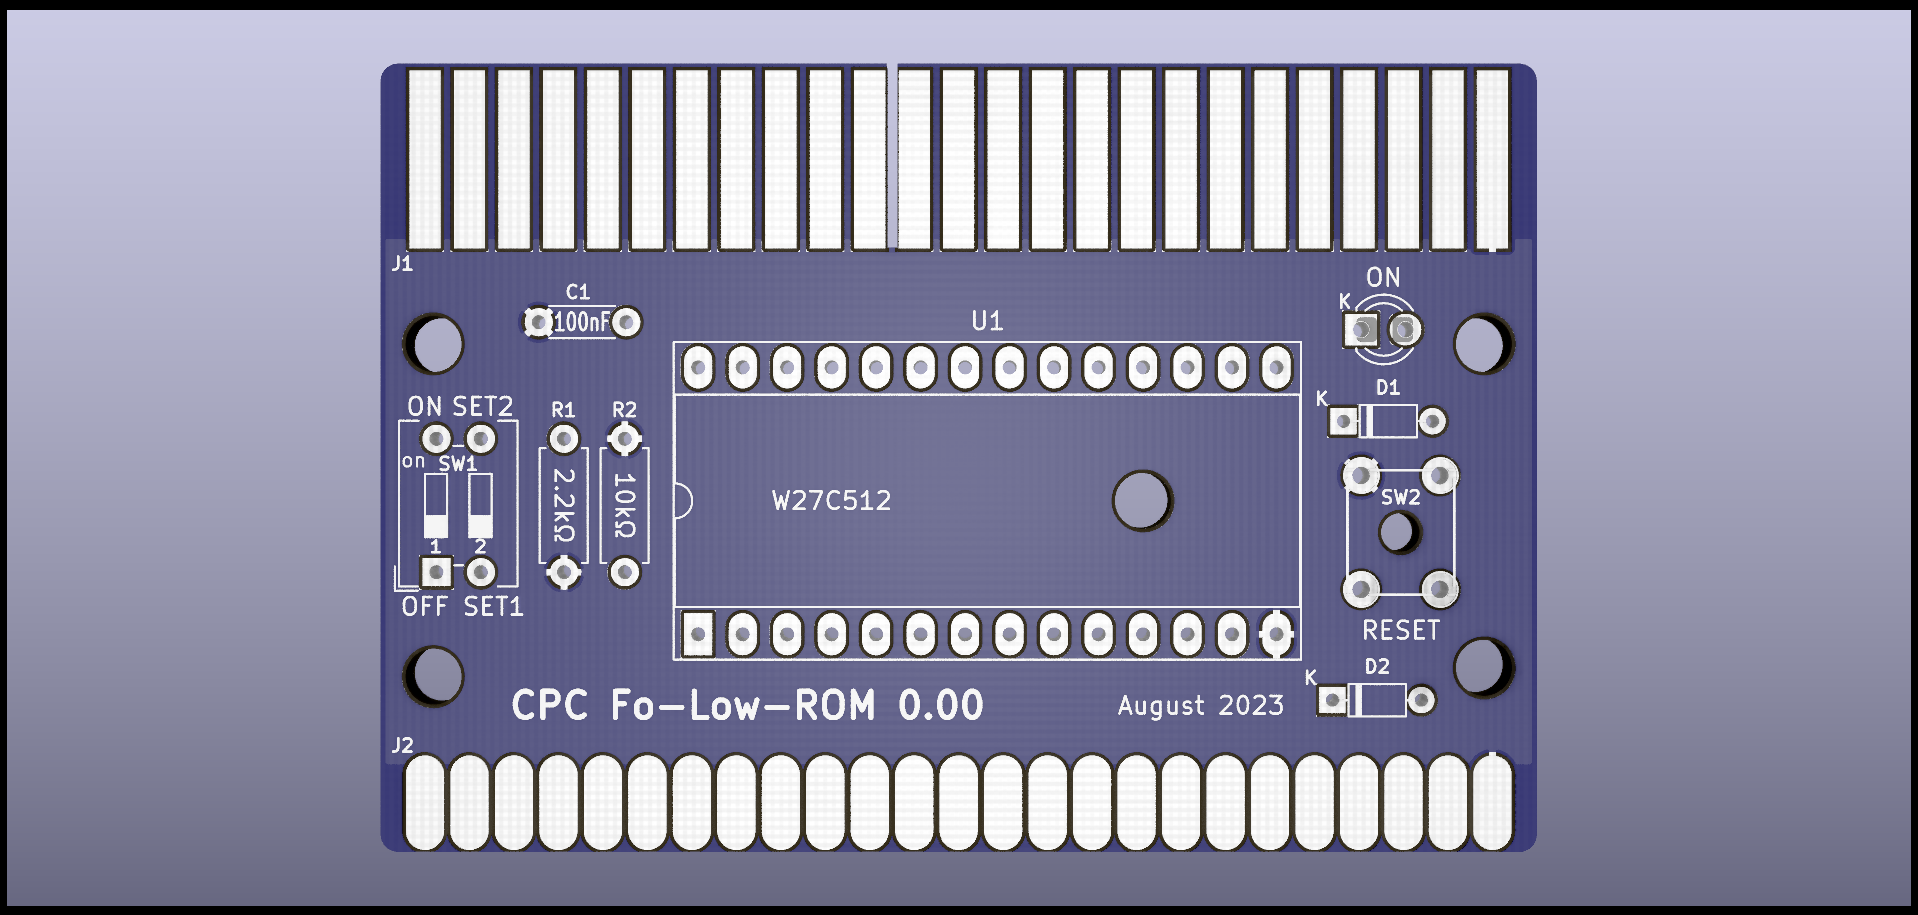 J1
C1
100nF
U1
ON
K
D1
K
ON SET2
on SW1
1 2
OFF SET1
R1
2.2kΩ
R2
10kΩ
W27C512
SW2
RESET
D2
K
CPC Fo-Low-ROM 0.00
August 2023
J2